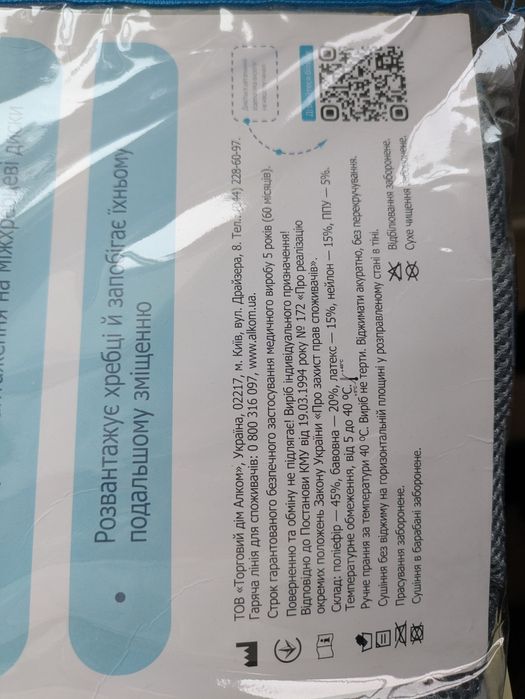 на міжхребцеві диски
• Розвантажує хребці й запобігає їхньому
подальшому зміщенню
ТОВ «Торговий дім Алком», Україна, 02217, м. Київ, вул. Драйзера, 8. Тел.: (044) 228-60-97.
Гаряча лінія для споживачів: 0 800 316 097, www.alkom.ua.
Строк гарантованого безпечного застосування медичного виробу 5 років (60 місяців).
Поверненню та обміну не підлягає! Виріб індивідуального призначення!
Відповідно до Постанови КМУ від 19.03.1994 року № 172 «Про реалізацію
окремих положень Закону України «Про захист прав споживачів».
Склад: поліефір — 45%, бавовна — 20%, латекс — 15%, нейлон — 15%, ППУ — 5%.
Температурне обмеження, від 5 до 40 °С.
Ручне прання за температури 40 °С. Виріб не терти. Віджимати акуратно, без перекручування.
Сушіння без віджиму на горизонтальній площині у розправленому стані в тіні.
Прасування заборонене.
Відбілювання заборонене.
Сушіння в барабані заборонене.
Сухе чищення заборонене.